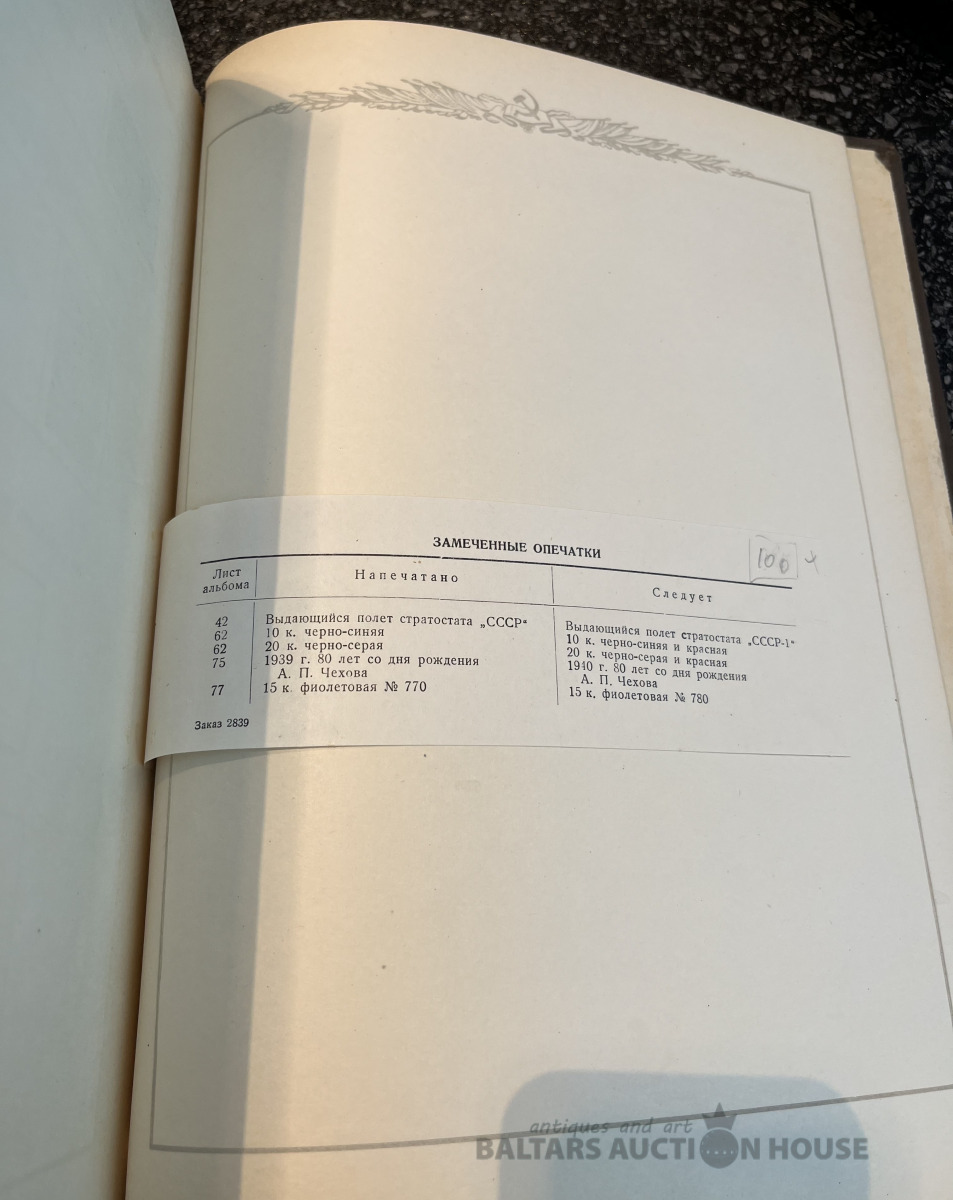 ЗАМЕЧЕННЫЕ ОПЕЧАТКИ
100
Лист альбома Напечатано Следует
42 Выдающийся полет стратостата „СССР“ Выдающийся полет стратостата „СССР-1“
62 10 к. черно-синяя 10 к. черно-синяя и красная
62 20 к. черно-серая 20 к. черно-серая и красная
75 1939 г. 80 лет со дня рождения 1940 г. 80 лет со дня рождения
А. П. Чехова А. П. Чехова
77 15 к. фиолетовая № 770 15 к. фиолетовая № 780
Заказ 2839
antiques and art
BALTARS AUCTION HOUSE